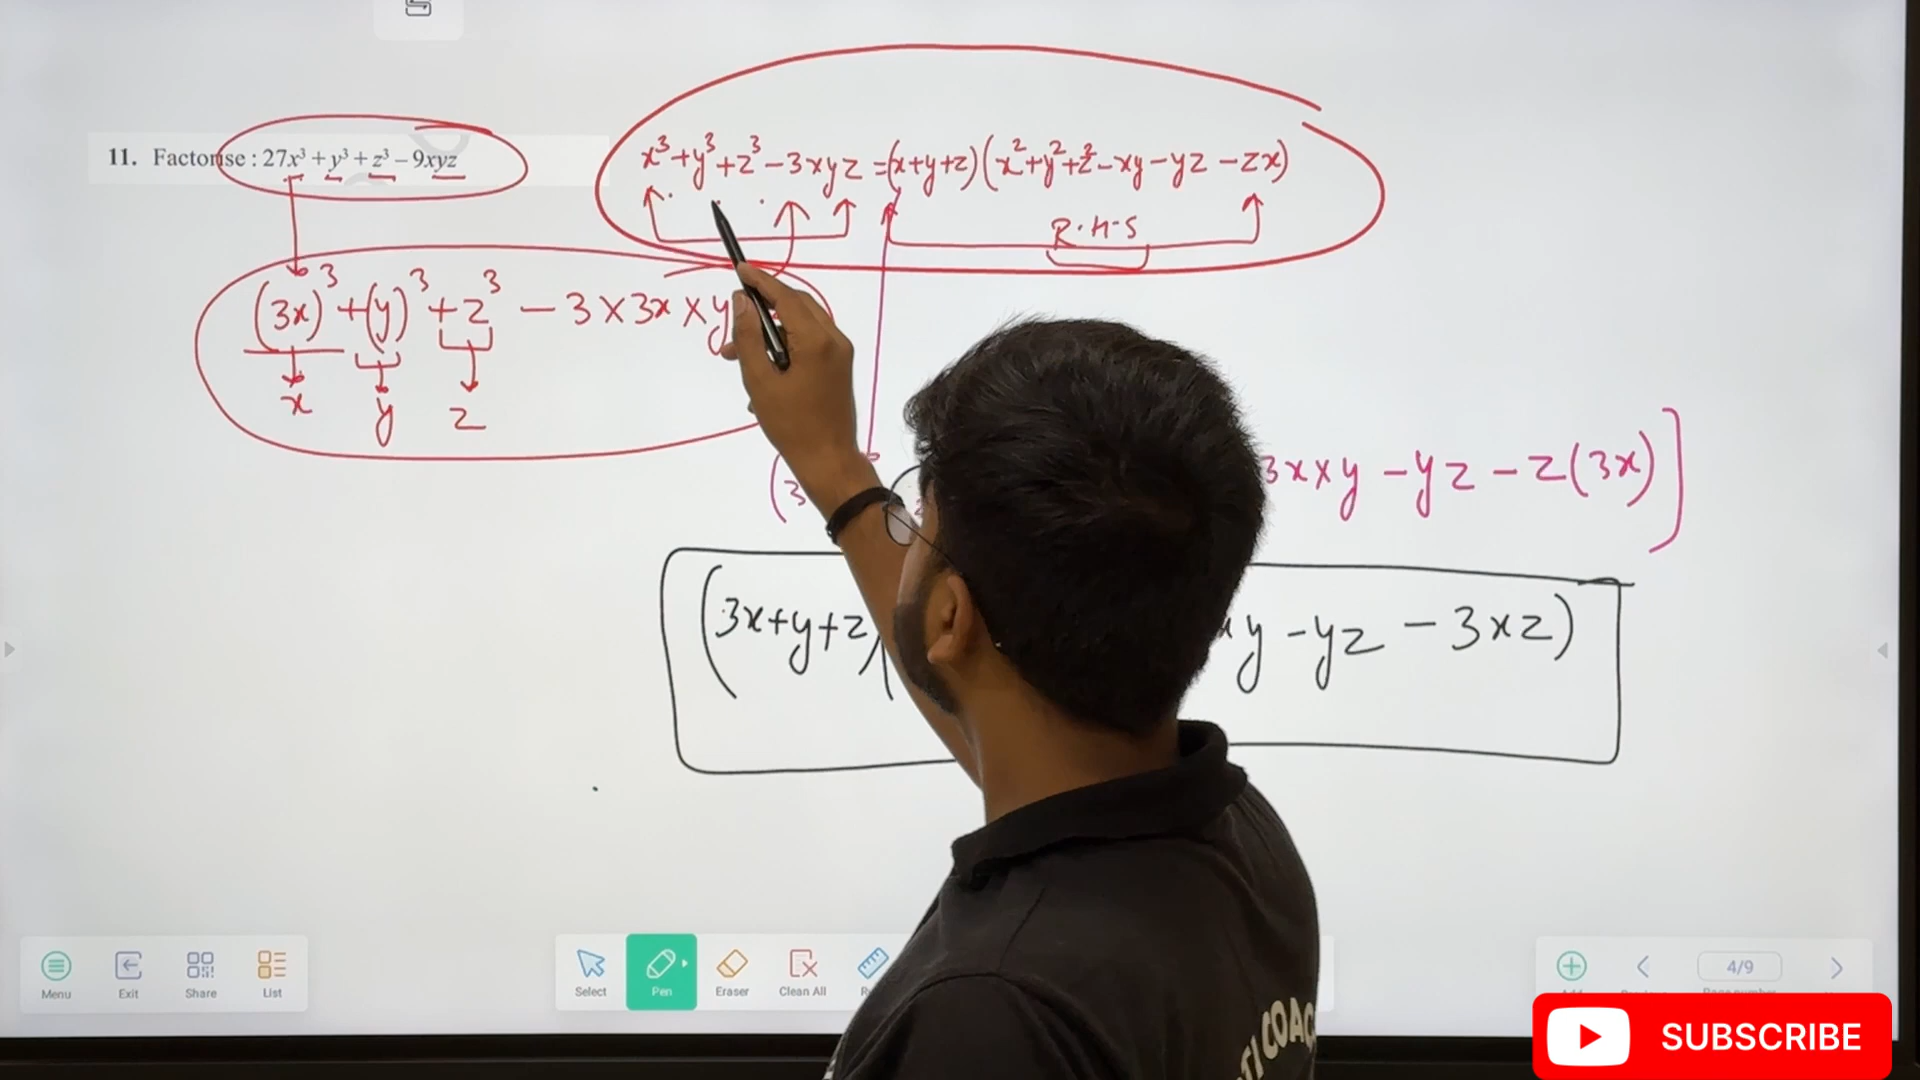 11. Factorise : 27x³ + y³ + z³ – 9xyz
x³+y³+z³-3xyz =(x+y+z)(x²+y²+z²-xy-yz-zx)
R.H.S
(3x)³+(y)³+z³ - 3×3x×y
x y z
(3 3x×y -yz -z(3x)]
(3x+y+z)( y -yz - 3xz)
Menu Exit Share List Select Pen Eraser Clean All 4/9
SUBSCRIBE